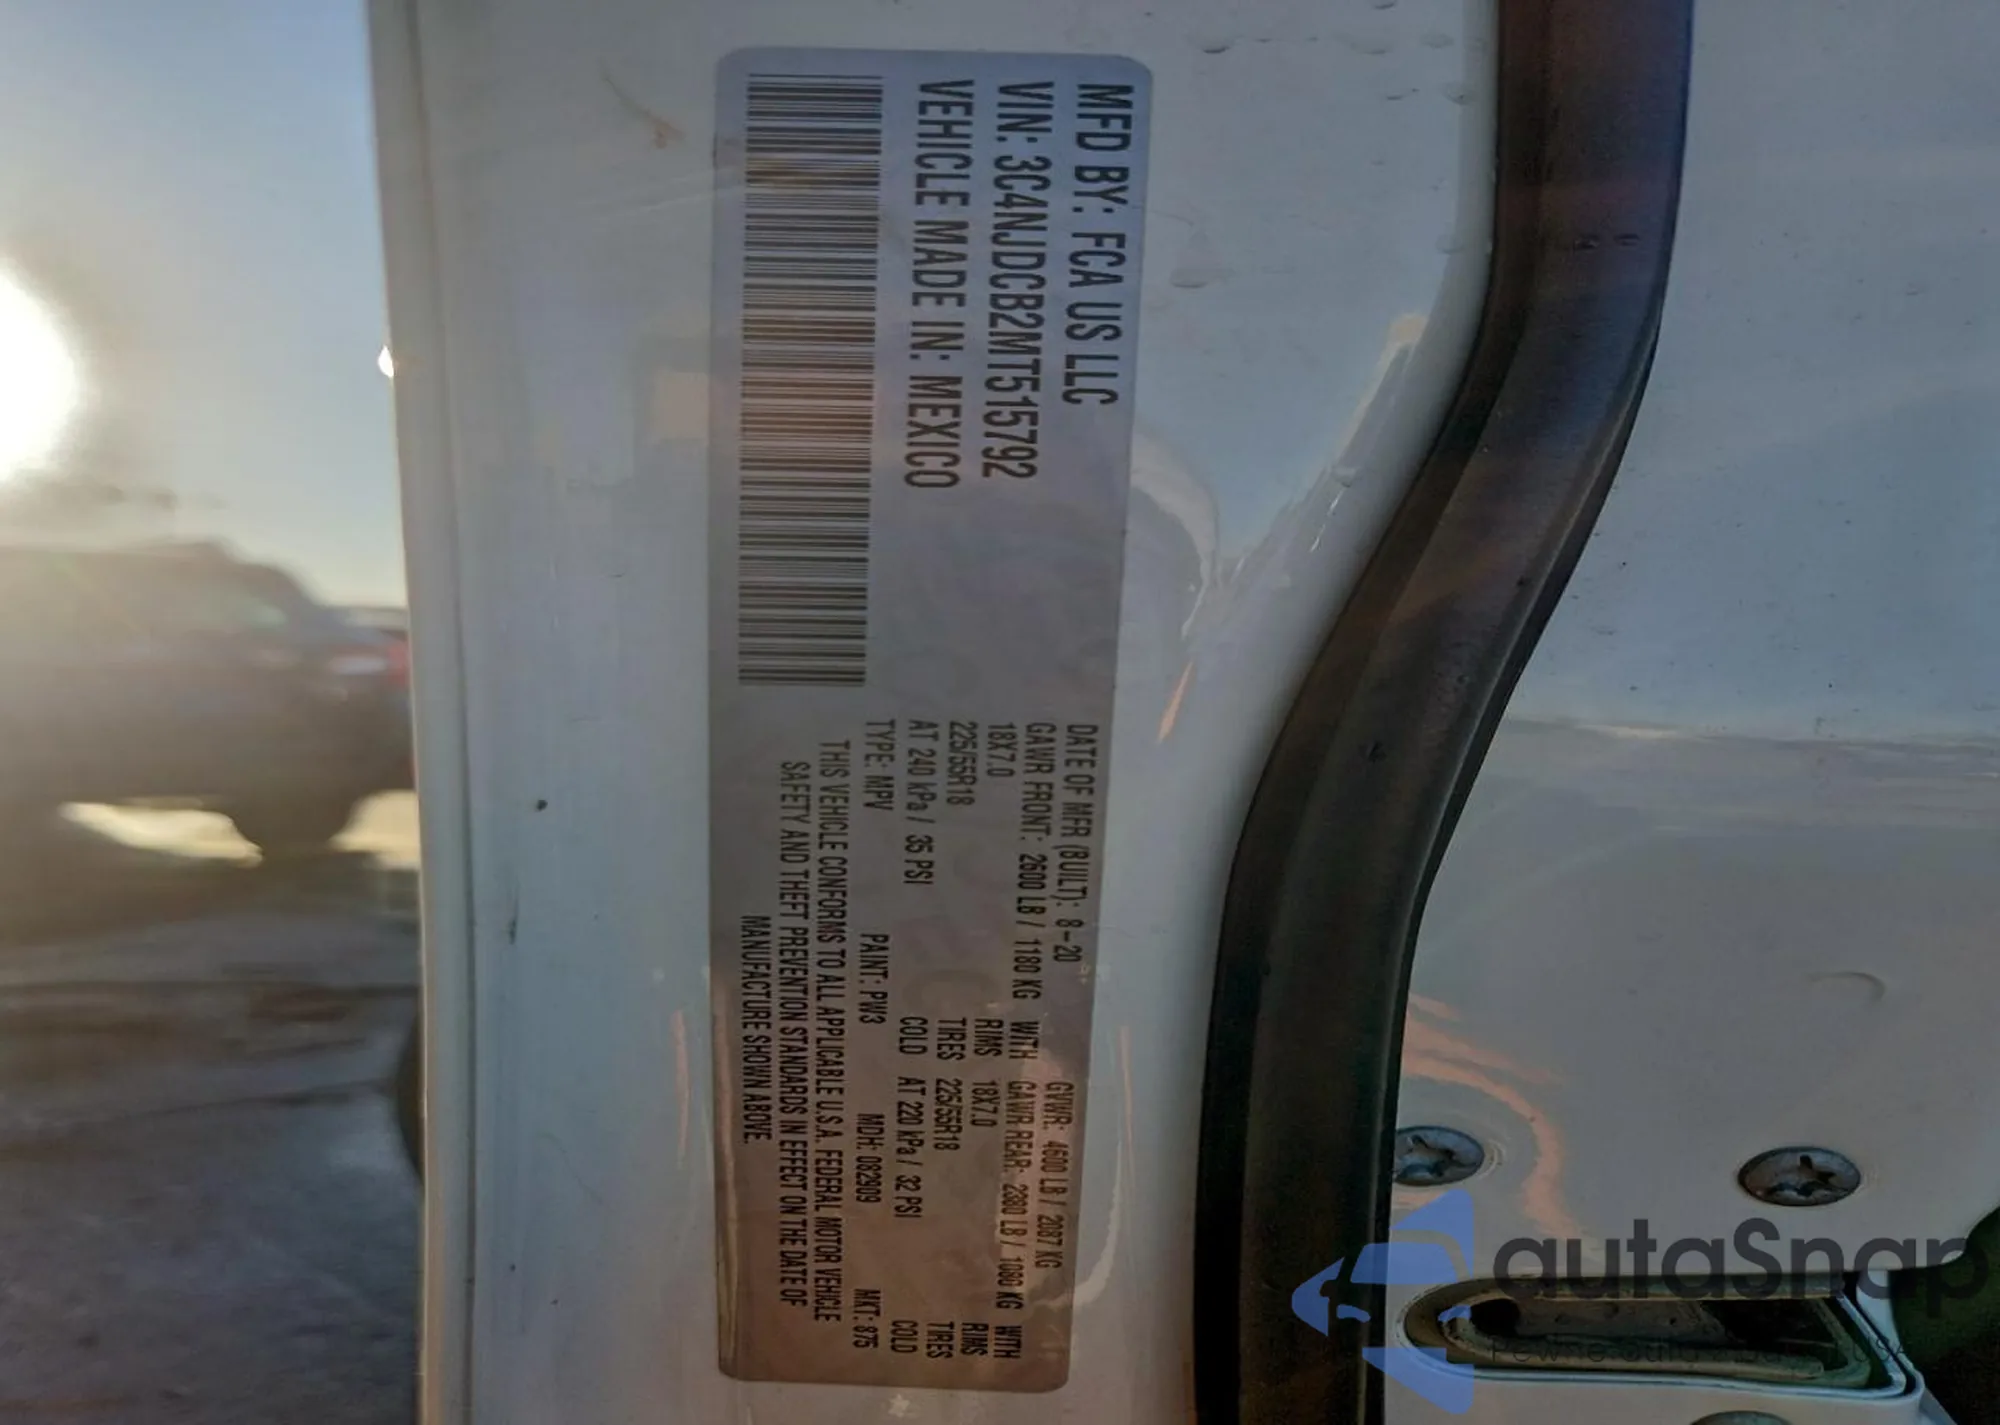 MFD BY: FCA US LLC
VIN: 3C4NJDCB2MT515792
VEHICLE MADE IN: MEXICO
DATE OF MFR (BUILT): 8-20 GVWR: 4600 LB / 2087 KG
GAWR FRONT: 2600 LB / 1180 KG WITH GAWR REAR: 2380 LB / 1080 KG WITH
18X7.0 RIMS 18X7.0 RIMS
225/55R18 TIRES 225/55R18 TIRES
AT 240 kPa / 35 PSI COLD AT 220 kPa / 32 PSI COLD
TYPE: MPV PAINT: PW3 MDH: 082909 MKT: 875
THIS VEHICLE CONFORMS TO ALL APPLICABLE U.S.A. FEDERAL MOTOR VEHICLE
SAFETY AND THEFT PREVENTION STANDARDS IN EFFECT ON THE DATE OF
MANUFACTURE SHOWN ABOVE.
autaSnap
Pewne auta